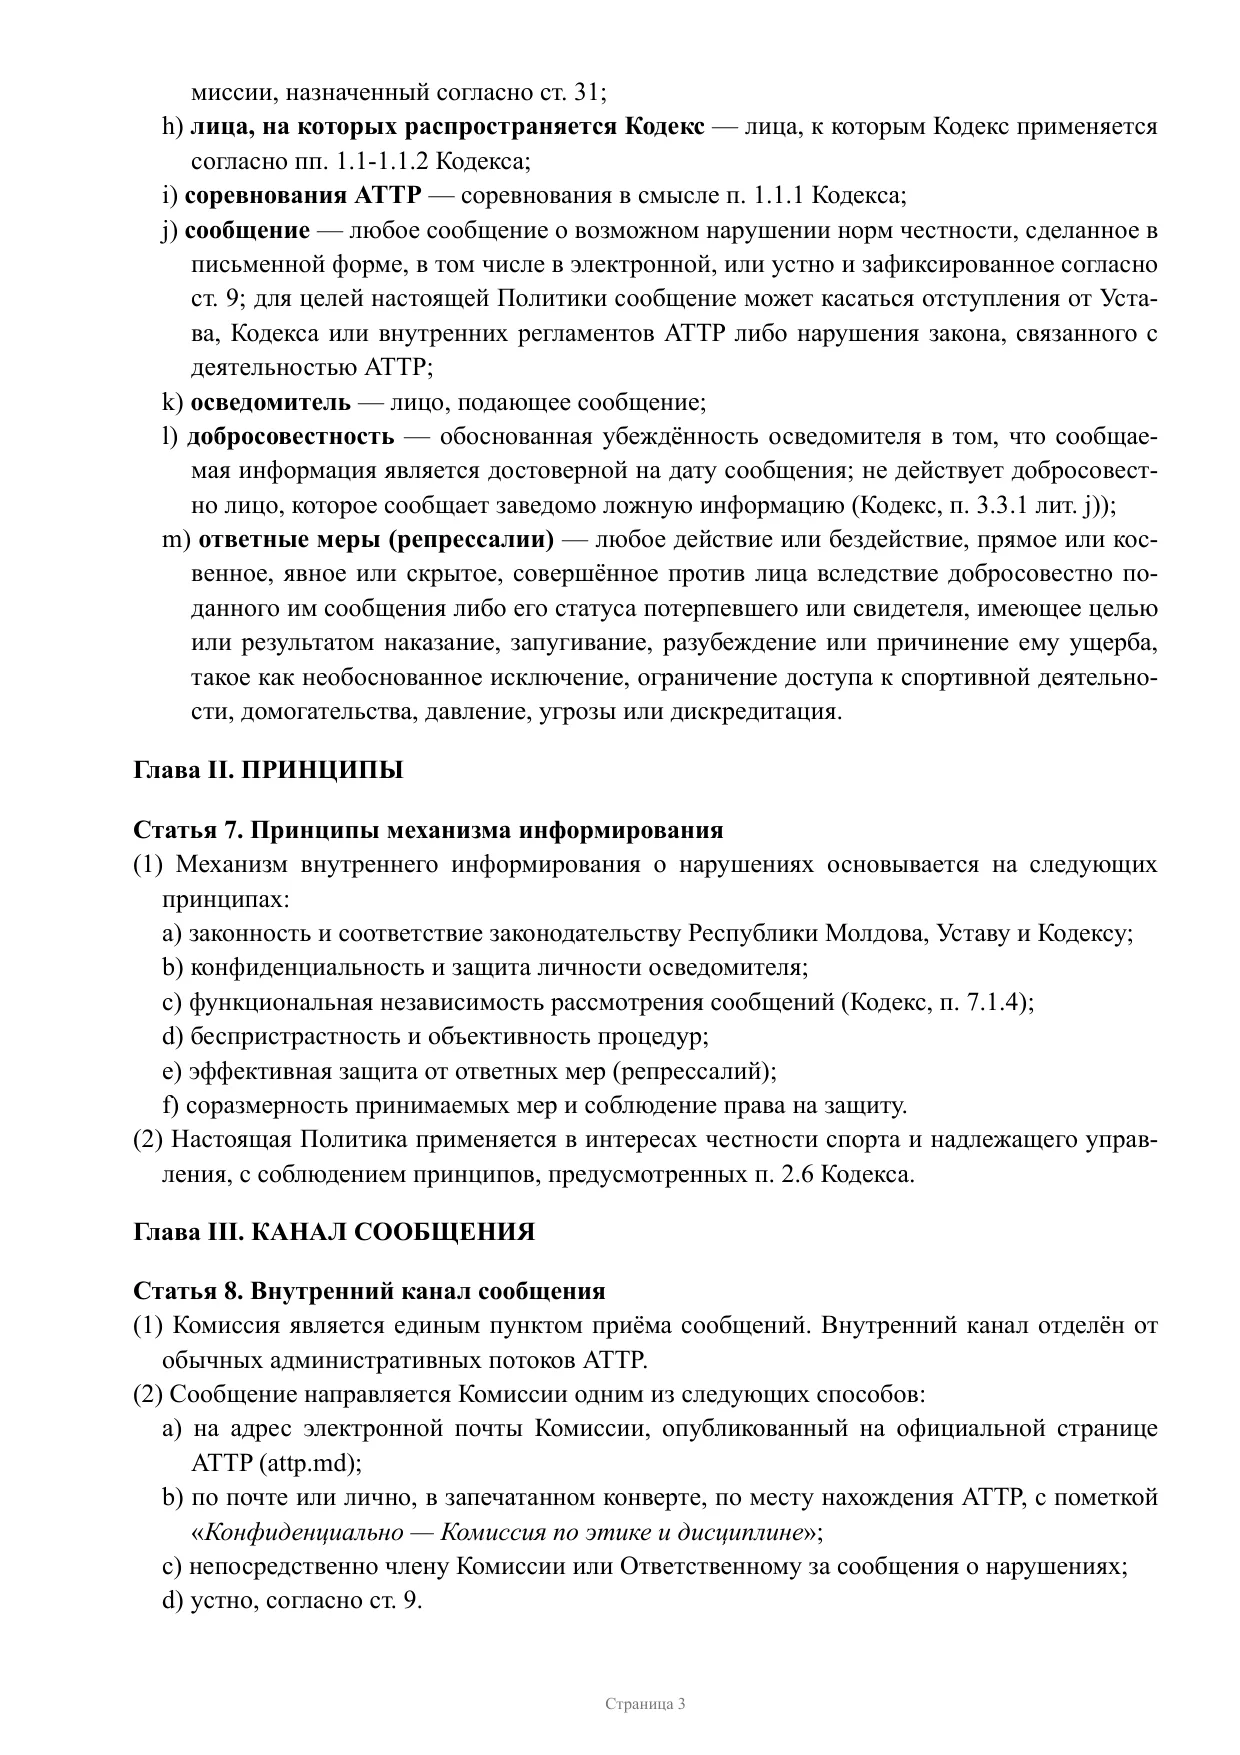 миссии, назначенный согласно ст. 31;
h) лица, на которых распространяется Кодекс — лица, к которым Кодекс применяется
согласно пп. 1.1-1.1.2 Кодекса;
i) соревнования ATTP — соревнования в смысле п. 1.1.1 Кодекса;
j) сообщение — любое сообщение о возможном нарушении норм честности, сделанное в
письменной форме, в том числе в электронной, или устно и зафиксированное согласно
ст. 9; для целей настоящей Политики сообщение может касаться отступления от Уста-
ва, Кодекса или внутренних регламентов ATTP либо нарушения закона, связанного с
деятельностью ATTP;
k) осведомитель — лицо, подающее сообщение;
l) добросовестность — обоснованная убеждённость осведомителя в том, что сообщае-
мая информация является достоверной на дату сообщения; не действует добросовест-
но лицо, которое сообщает заведомо ложную информацию (Кодекс, п. 3.3.1 лит. j));
m) ответные меры (репрессалии) — любое действие или бездействие, прямое или кос-
венное, явное или скрытое, совершённое против лица вследствие добросовестно по-
данного им сообщения либо его статуса потерпевшего или свидетеля, имеющее целью
или результатом наказание, запугивание, разубеждение или причинение ему ущерба,
такое как необоснованное исключение, ограничение доступа к спортивной деятельно-
сти, домогательства, давление, угрозы или дискредитация.
Глава II. ПРИНЦИПЫ
Статья 7. Принципы механизма информирования
(1) Механизм внутреннего информирования о нарушениях основывается на следующих
принципах:
a) законность и соответствие законодательству Республики Молдова, Уставу и Кодексу;
b) конфиденциальность и защита личности осведомителя;
c) функциональная независимость рассмотрения сообщений (Кодекс, п. 7.1.4);
d) беспристрастность и объективность процедур;
e) эффективная защита от ответных мер (репрессалий);
f) соразмерность принимаемых мер и соблюдение права на защиту.
(2) Настоящая Политика применяется в интересах честности спорта и надлежащего управ-
ления, с соблюдением принципов, предусмотренных п. 2.6 Кодекса.
Глава III. КАНАЛ СООБЩЕНИЯ
Статья 8. Внутренний канал сообщения
(1) Комиссия является единым пунктом приёма сообщений. Внутренний канал отделён от
обычных административных потоков ATTP.
(2) Сообщение направляется Комиссии одним из следующих способов:
a) на адрес электронной почты Комиссии, опубликованный на официальной странице
ATTP (attp.md);
b) по почте или лично, в запечатанном конверте, по месту нахождения ATTP, с пометкой
«Конфиденциально — Комиссия по этике и дисциплине»;
c) непосредственно члену Комиссии или Ответственному за сообщения о нарушениях;
d) устно, согласно ст. 9.
Страница 3